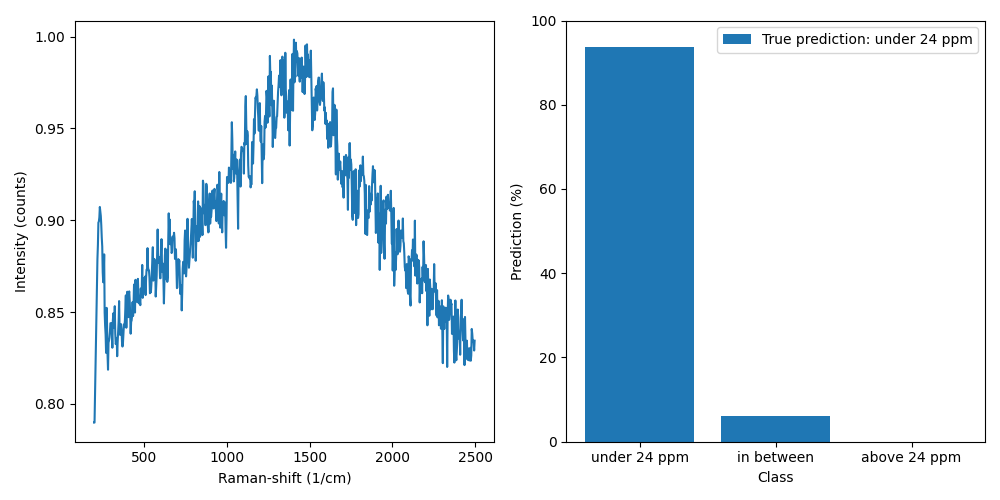 1.00
0.95
0.90
0.85
0.80
Intensity (counts)
500
1000
1500
2000
2500
Raman-shift (1/cm)
100
80
60
40
20
0
Prediction (%)
True prediction: under 24 ppm
under 24 ppm
in between
above 24 ppm
Class